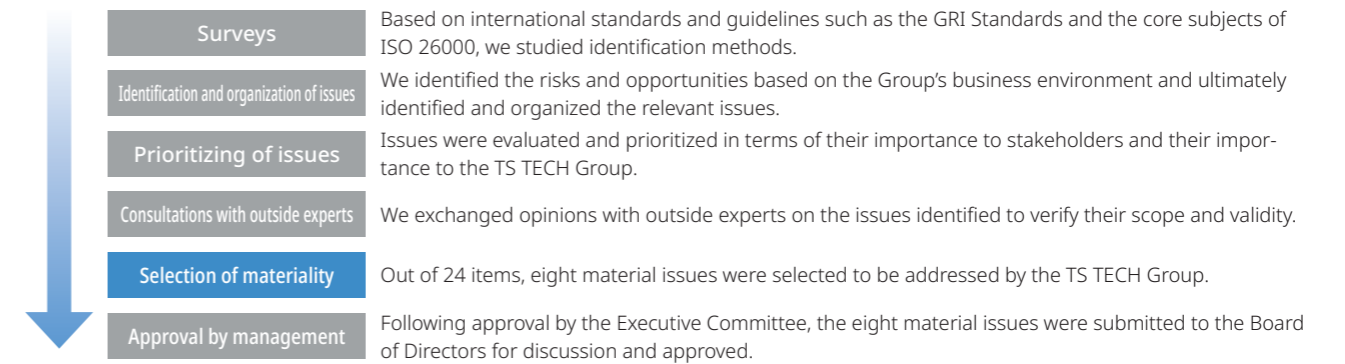 Surveys
Based on international standards and guidelines such as the GRI Standards and the core subjects of
ISO 26000, we studied identification methods.
Identification and organization of issues
We identified the risks and opportunities based on the Group’s business environment and ultimately
identified and organized the relevant issues.
Prioritizing of issues
Issues were evaluated and prioritized in terms of their importance to stakeholders and their impor-
tance to the TS TECH Group.
Consultations with outside experts
We exchanged opinions with outside experts on the issues identified to verify their scope and validity.
Selection of materiality
Out of 24 items, eight material issues were selected to be addressed by the TS TECH Group.
Approval by management
Following approval by the Executive Committee, the eight material issues were submitted to the Board
of Directors for discussion and approved.